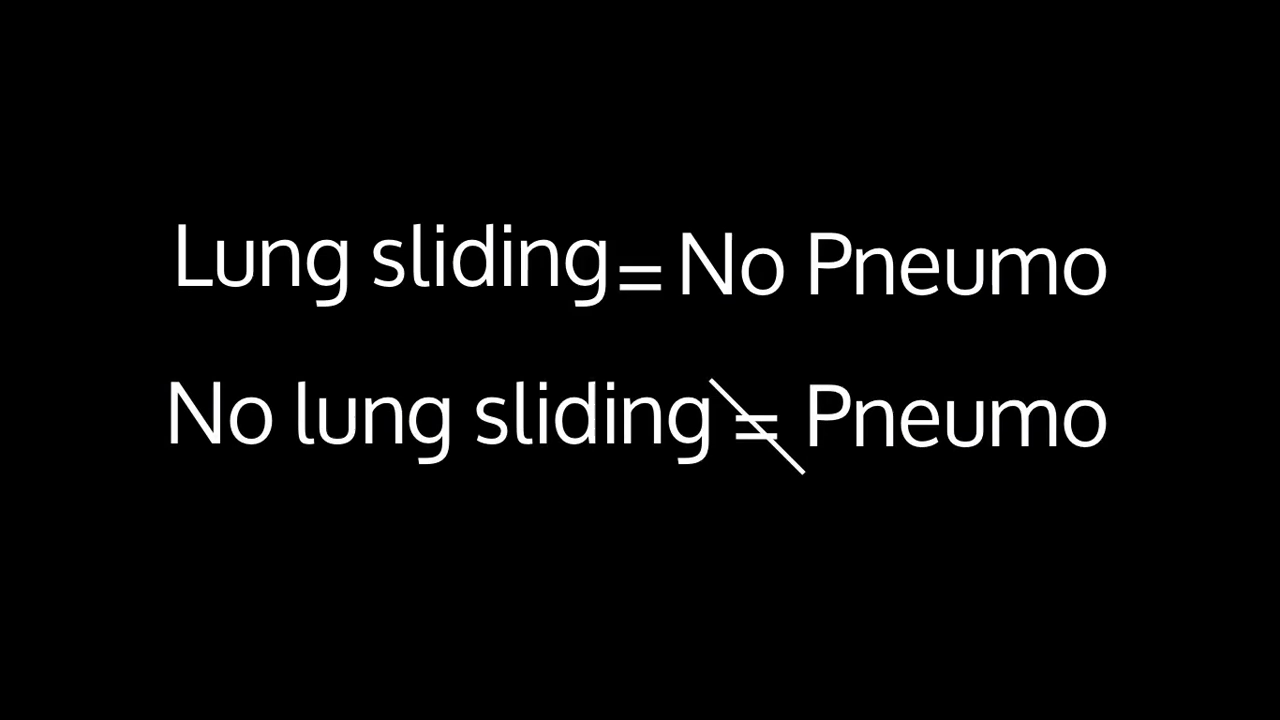 Lung sliding = No Pneumo
No lung sliding ≠ Pneumo